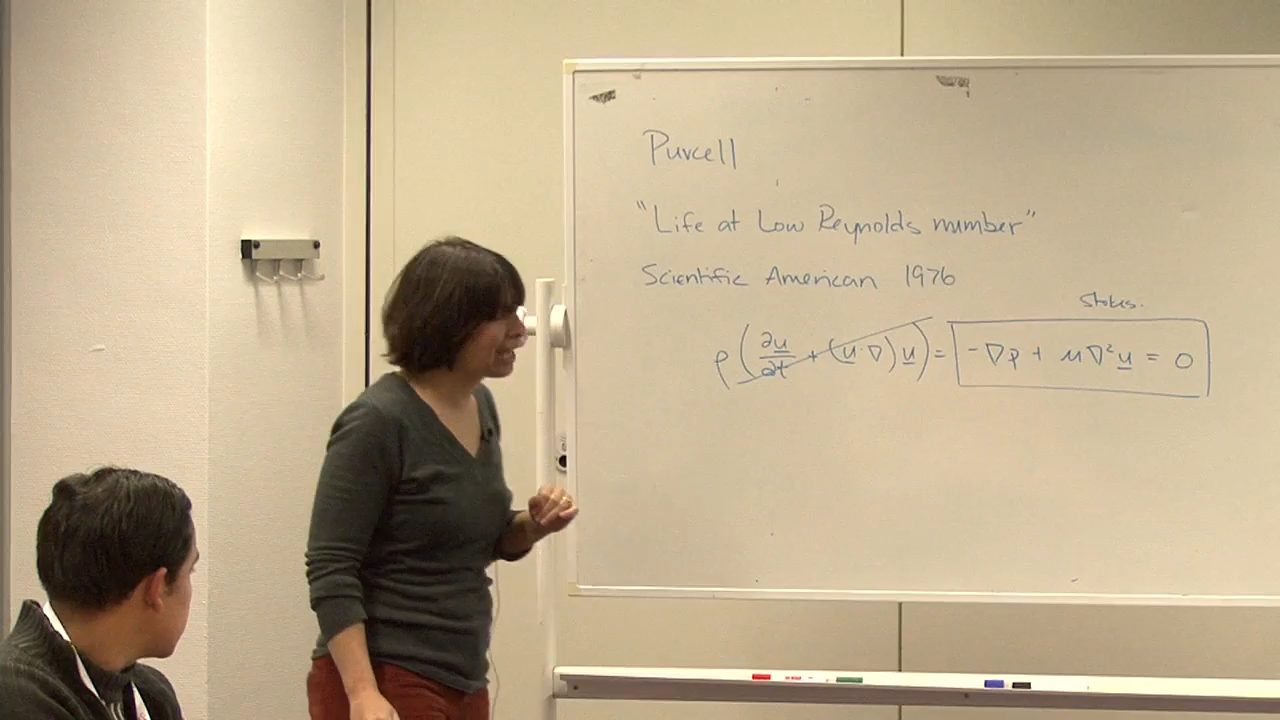 Purcell
"Life at Low Reynolds number"
Scientific American 1976
Stokes.
ρ(∂u/∂t + (u·∇)u) = -∇p + μ∇²u = 0